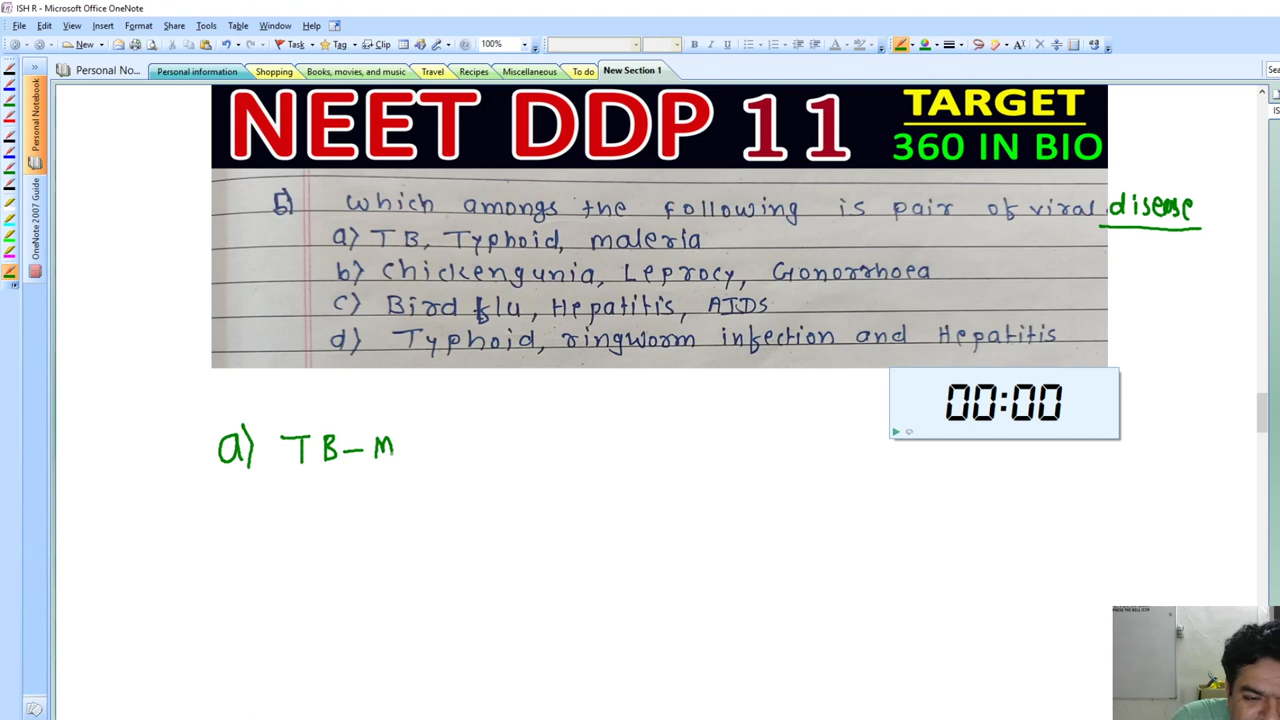 ISH R - Microsoft Office OneNote
File Edit View Insert Format Share Tools Table Window Help
New Task Tag Clip 100% B I U
Personal No... Personal information Shopping Books, movies, and music Travel Recipes Miscellaneous To do New Section 1 Sea
Personal Notebook
OneNote 2007 Guide
NEET DDP 11 TARGET
360 IN BIO
6) which amongs the following is pair of viral disease
a) TB, Typhoid, maleria
b) Chickengunia, Leprocy, Gonorrhoea
c) Bird flu, Hepatitis, AIDS
d) Typhoid, ringworm infection and Hepatitis
00:00
a) TB-M